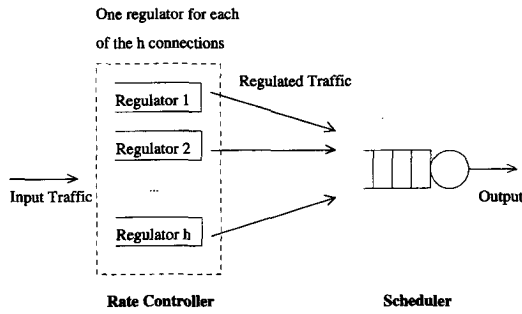 One regulator for each
of the h connections
Regulated Traffic
Regulator 1
Regulator 2
Input Traffic
...
Regulator h
Output
Rate Controller
Scheduler